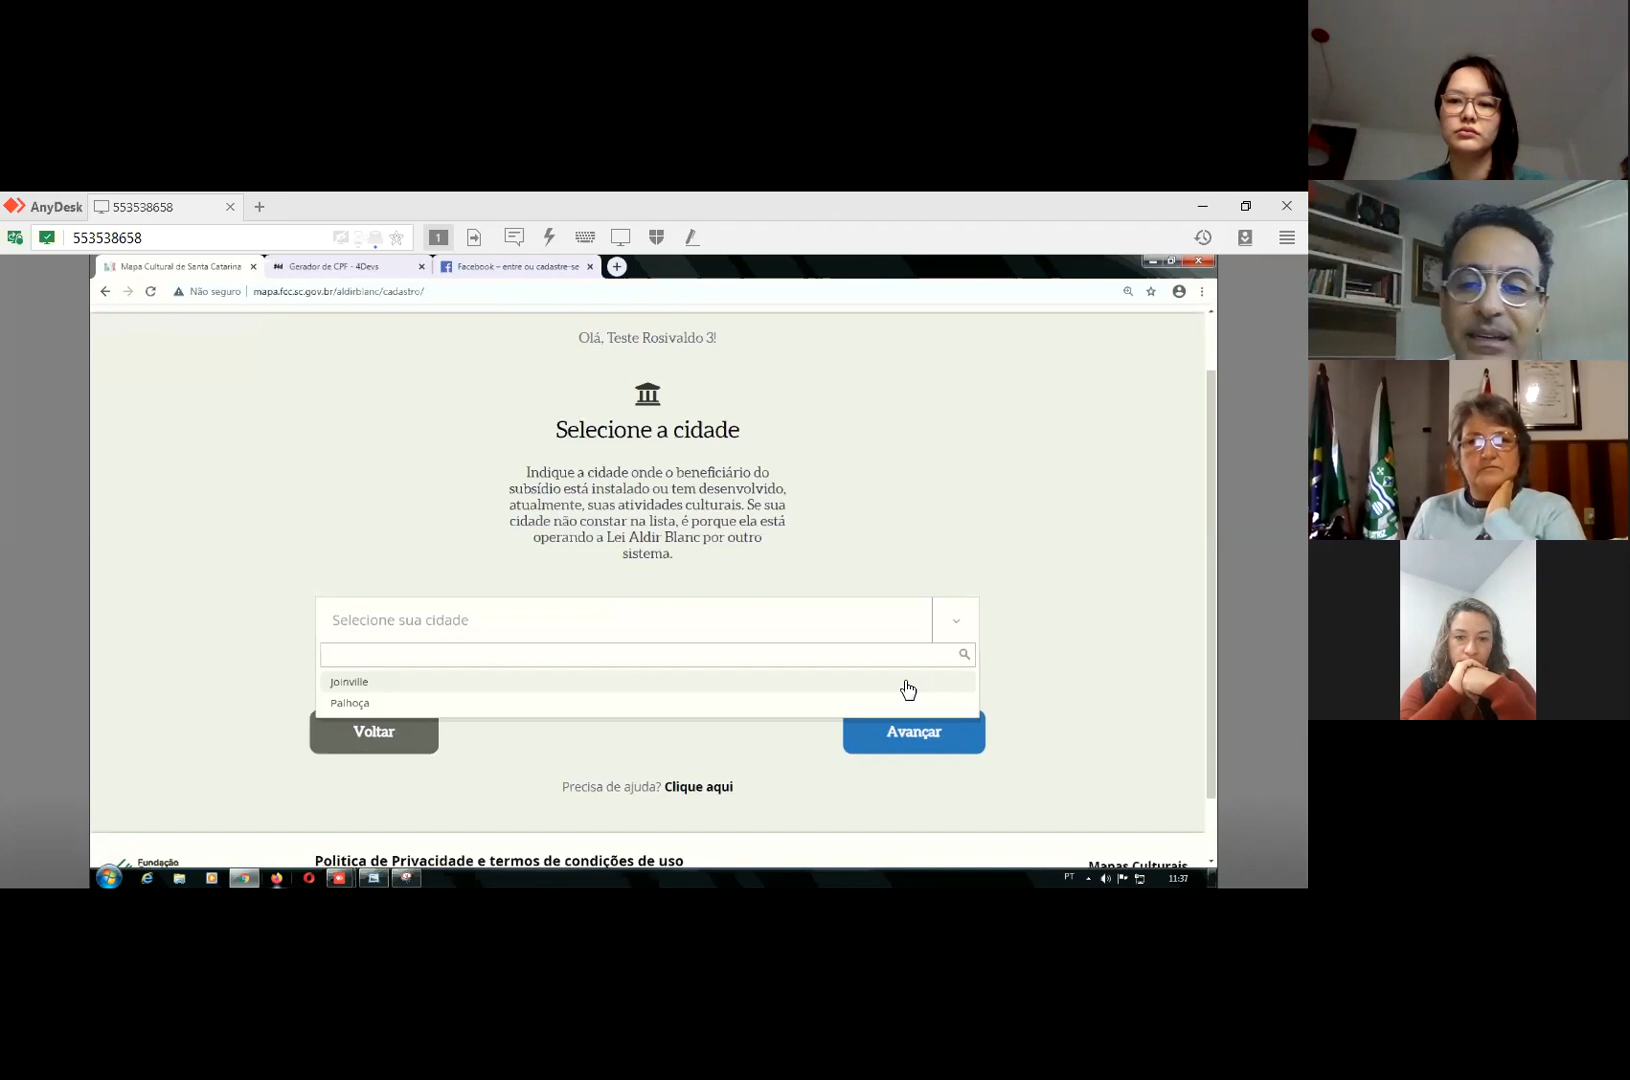 AnyDesk
553538658
553538658
1
Mapa Cultural de Santa Catarina
Gerador de CPF - 4Devs
Facebook – entre ou cadastre-se
Não seguro
mapa.fcc.sc.gov.br/aldirblanc/cadastro/
Olá, Teste Rosivaldo 3!
Selecione a cidade
Indique a cidade onde o beneficiário do
subsídio está instalado ou tem desenvolvido,
atualmente, suas atividades culturais. Se sua
cidade não constar na lista, é porque ela está
operando a Lei Aldir Blanc por outro
sistema.
Selecione sua cidade
Joinville
Palhoça
Voltar
Avançar
Precisa de ajuda? Clique aqui
Fundação
Politica de Privacidade e termos de condições de uso
Mapas Culturais
PT
11:37